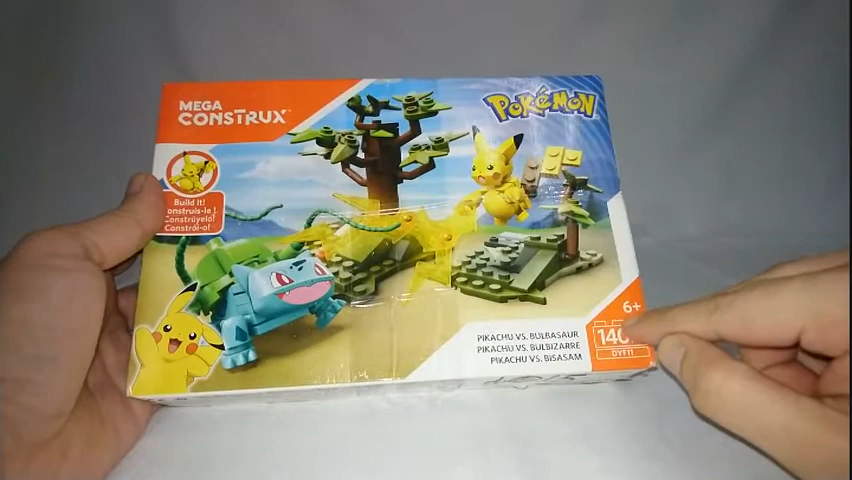 MEGA
CONSTRUX
POKéMON
Build it!
onstruis-le !
Constrúyelo!
Constrói-o!
PIKACHU VS. BULBASAUR
PIKACHU VS. BULBIZARRE
PIKACHU VS. BISASAM
6+
140
DYF11